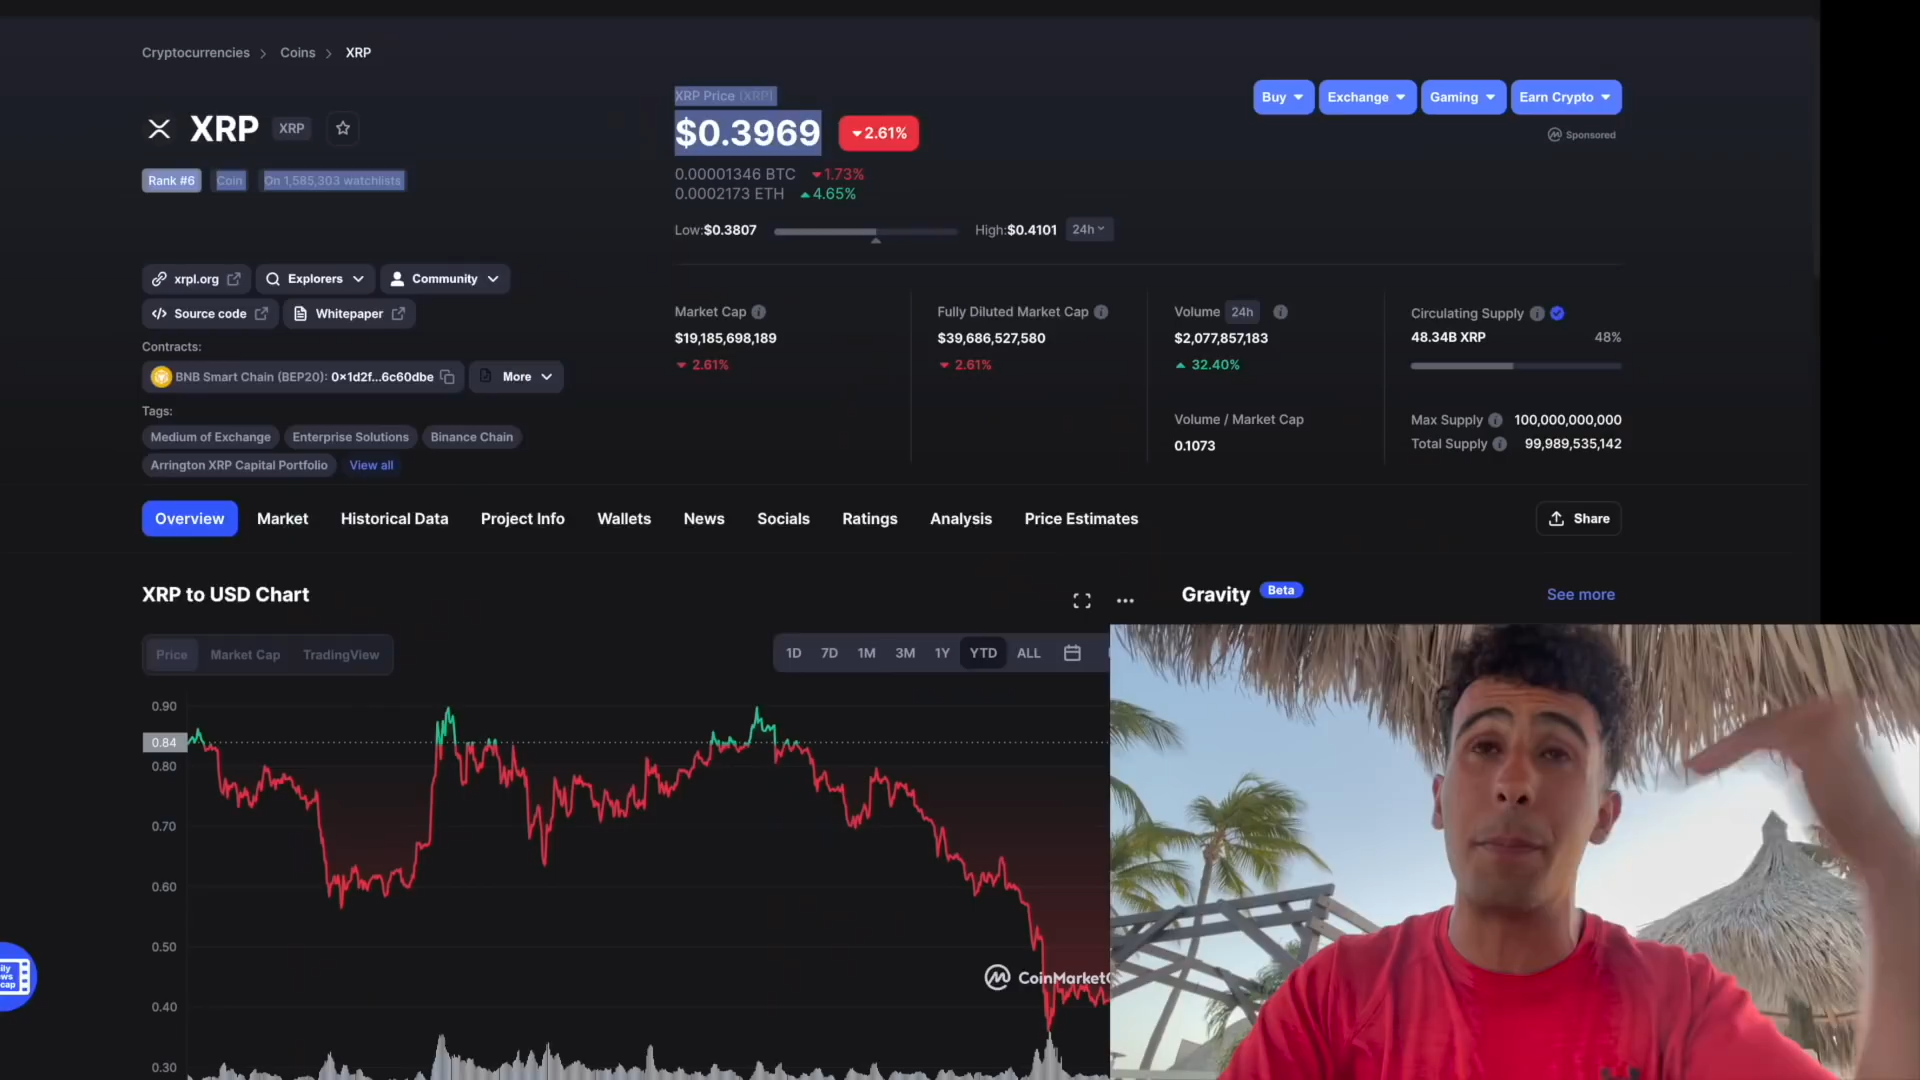 Cryptocurrencies > Coins > XRP
XRP XRP
Rank #6 Coin On 1,585,303 watchlists
XRP Price (XRP)
$0.3969 2.61%
0.00001346 BTC 1.73%
0.0002173 ETH 4.65%
Low:$0.3807 High:$0.4101 24h
Buy Exchange Gaming Earn Crypto
Sponsored
xrpl.org Explorers Community
Source code Whitepaper
Contracts:
BNB Smart Chain (BEP20): 0x1d2f...6c60dbe More
Tags:
Medium of Exchange Enterprise Solutions Binance Chain
Arrington XRP Capital Portfolio View all
Market Cap
$19,185,698,189
2.61%
Fully Diluted Market Cap
$39,686,527,580
2.61%
Volume 24h
$2,077,857,183
32.40%
Volume / Market Cap
0.1073
Circulating Supply
48.34B XRP 48%
Max Supply 100,000,000,000
Total Supply 99,989,535,142
Overview Market Historical Data Project Info Wallets News Socials Ratings Analysis Price Estimates Share
XRP to USD Chart
Gravity Beta See more
Price Market Cap TradingView
1D 7D 1M 3M 1Y YTD ALL
0.90
0.84
0.80
0.70
0.60
0.50
0.40
0.30
CoinMarketC